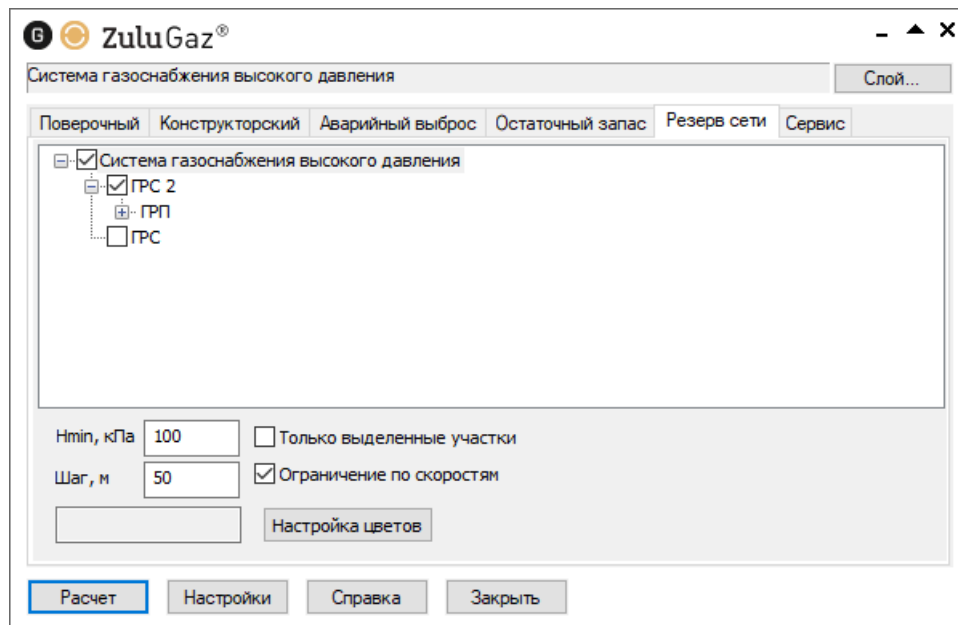 G ZuluGaz®
Система газоснабжения высокого давления Слой...
Поверочный Конструкторский Аварийный выброс Остаточный запас Резерв сети Сервис
Система газоснабжения высокого давления
ГРС 2
ГРП
ГРС
Hmin, кПа 100 Только выделенные участки
Шаг, м 50 Ограничение по скоростям
Настройка цветов
Расчет Настройки Справка Закрыть